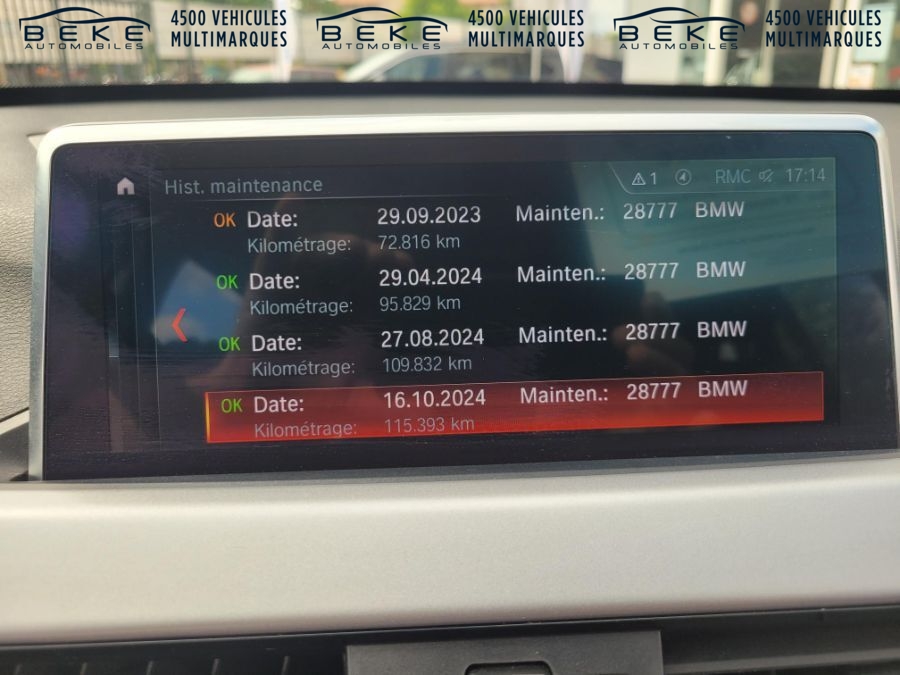 BEKE AUTOMOBILES
4500 VEHICULES
MULTIMARQUES
BEKE AUTOMOBILES
4500 VEHICULES
MULTIMARQUES
BEKE AUTOMOBILES
4500 VEHICULES
MULTIMARQUES
Hist. maintenance 1 RMC 17:14
OK Date: 29.09.2023 Mainten.: 28777 BMW
Kilométrage: 72.816 km
OK Date: 29.04.2024 Mainten.: 28777 BMW
Kilométrage: 95.829 km
OK Date: 27.08.2024 Mainten.: 28777 BMW
Kilométrage: 109.832 km
OK Date: 16.10.2024 Mainten.: 28777 BMW
Kilométrage: 115.393 km